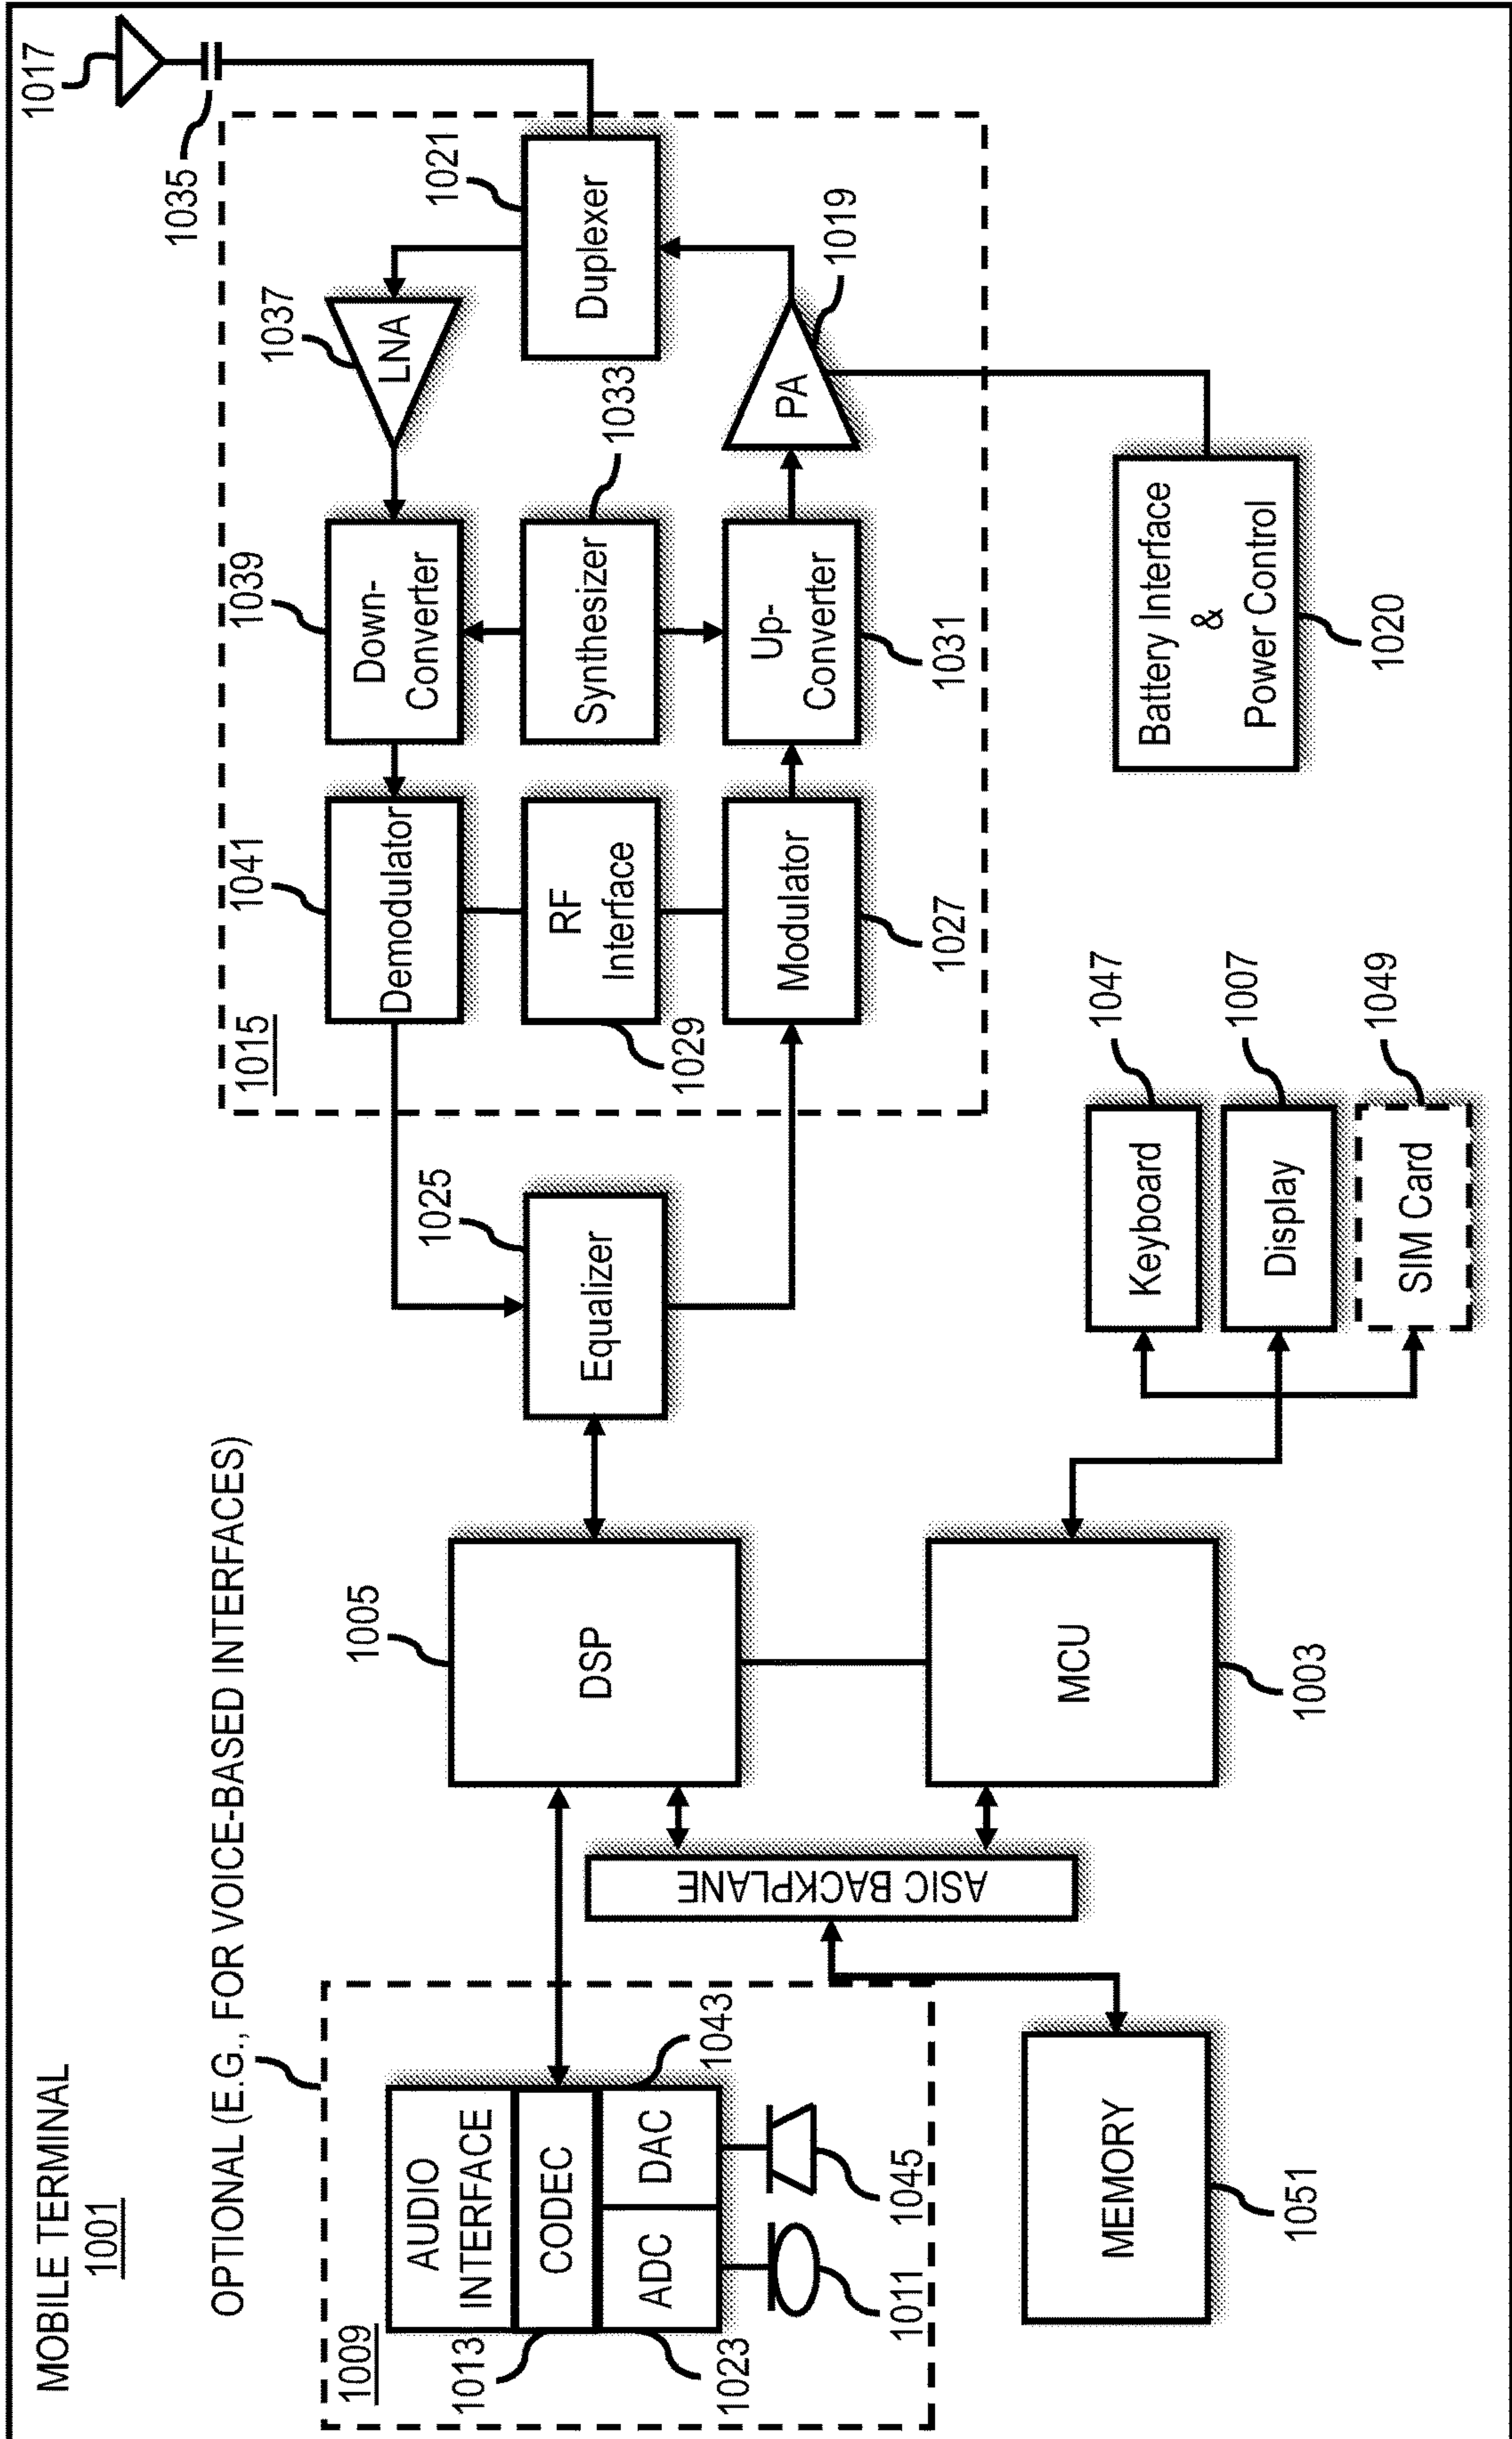 MOBILE TERMINAL
1001
OPTIONAL (E.G., FOR VOICE-BASED INTERFACES)
1009
AUDIO
INTERFACE
CODEC
ADC
DAC
1013
1023
1043
1011
1045
MEMORY
1051
ASIC BACKPLANE
1005
DSP
MCU
1003
1025
Equalizer
Keyboard
1047
Display
1007
SIM Card
1049
1015
1041
Demodulator
RF
Interface
1029
Modulator
1027
1039
Down-
Converter
Synthesizer
1033
Up-
Converter
1031
1037
LNA
PA
1019
1021
Duplexer
1035
1017
Battery Interface
&
Power Control
1020